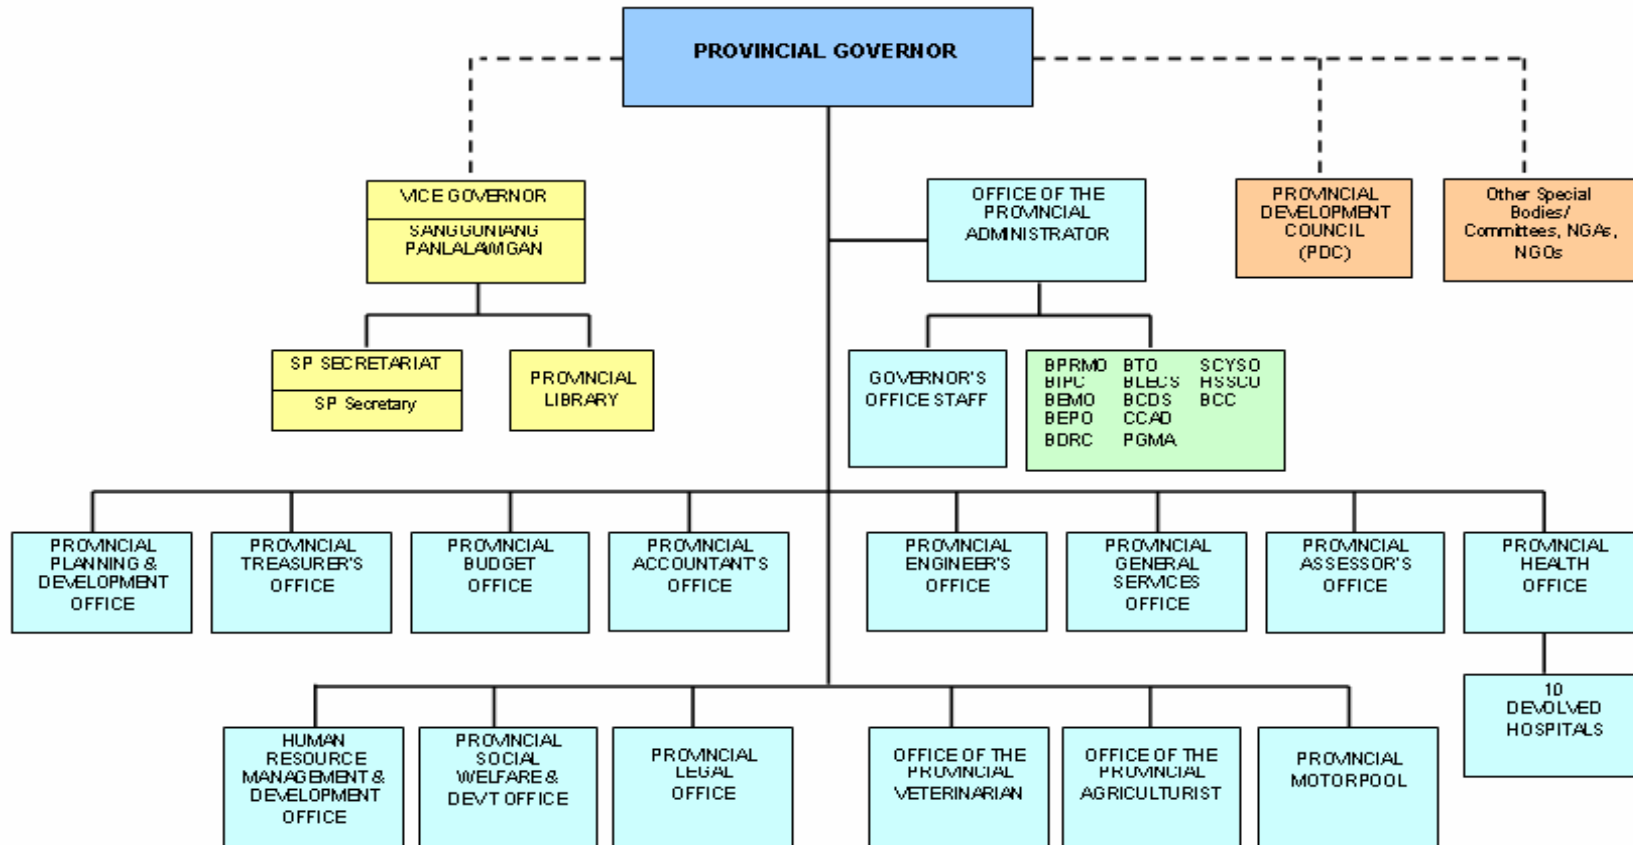 PROVINCIAL GOVERNOR
VICE GOVERNOR
SANGGUNIANG
PANLALAWIGAN
OFFICE OF THE
PROVINCIAL
ADMINISTRATOR
PROVINCIAL
DEVELOPMENT
COUNCIL
(PDC)
Other Special
Bodies/
Committees, NGAs,
NGOs
SP SECRETARIAT
SP Secretary
PROVINCIAL
LIBRARY
GOVERNOR'S
OFFICE STAFF
BPRMO BTO SCYSO
BIPC BLECS HSSCU
BEMO BCDS BCC
BEPO CCAD
BDRC PGMA
PROVINCIAL
PLANNING &
DEVELOPMENT
OFFICE
PROVINCIAL
TREASURER'S
OFFICE
PROVINCIAL
BUDGET
OFFICE
PROVINCIAL
ACCOUNTANT'S
OFFICE
PROVINCIAL
ENGINEER'S
OFFICE
PROVINCIAL
GENERAL
SERVICES
OFFICE
PROVINCIAL
ASSESSOR'S
OFFICE
PROVINCIAL
HEALTH
OFFICE
10
DEVOLVED
HOSPITALS
HUMAN
RESOURCE
MANAGEMENT &
DEVELOPMENT
OFFICE
PROVINCIAL
SOCIAL
WELFARE &
DEV'T OFFICE
PROVINCIAL
LEGAL
OFFICE
OFFICE OF THE
PROVINCIAL
VETERINARIAN
OFFICE OF THE
PROVINCIAL
AGRICULTURIST
PROVINCIAL
MOTORPOOL